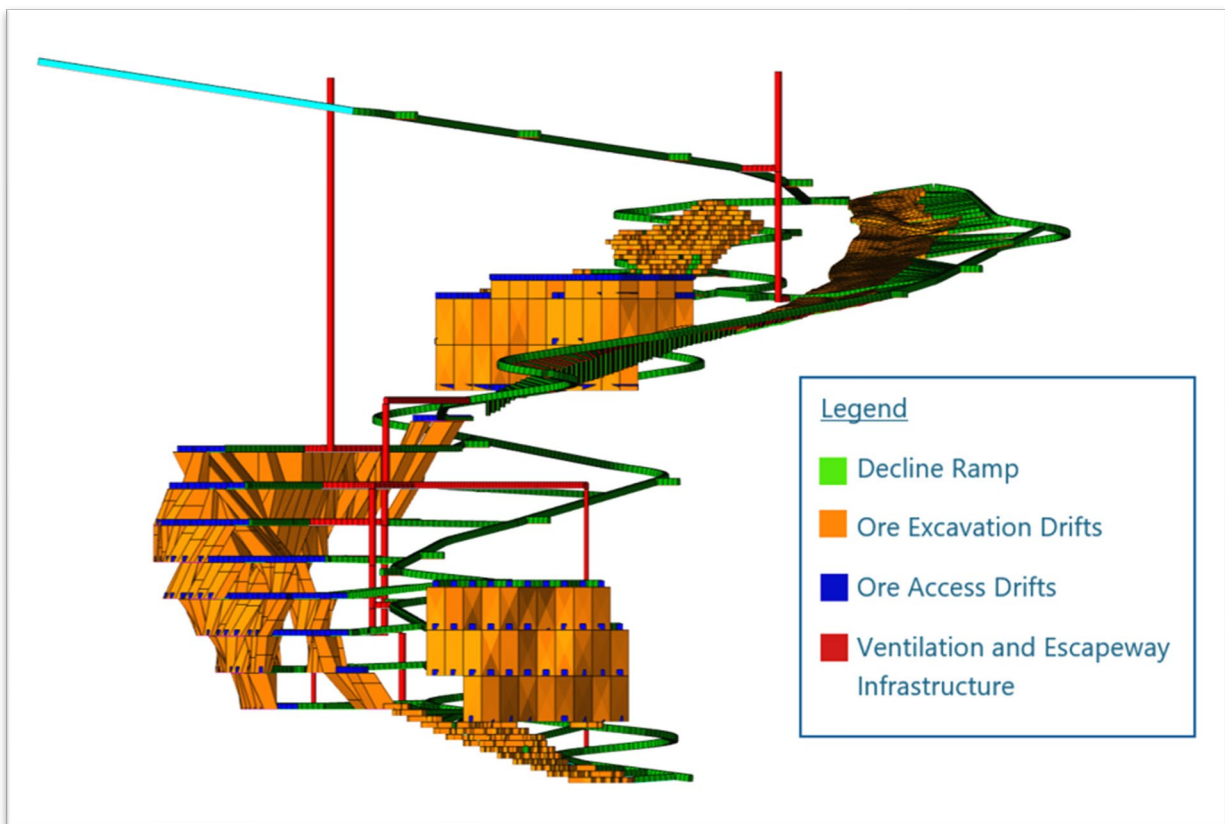 Legend
Decline Ramp
Ore Excavation Drifts
Ore Access Drifts
Ventilation and Escapeway
Infrastructure